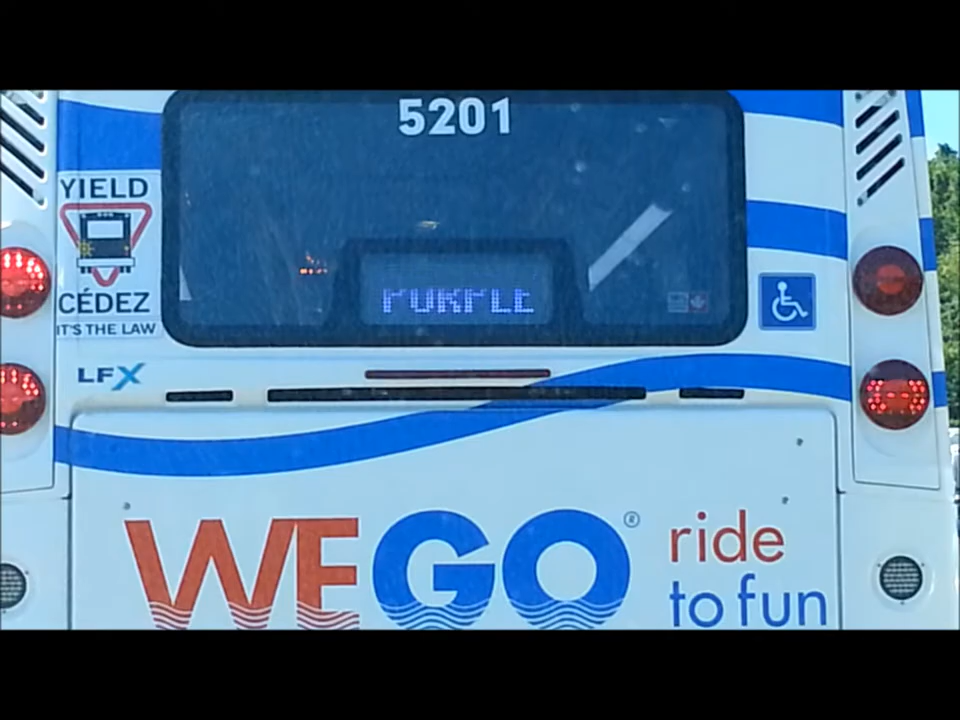 5201
YIELD
CÉDEZ
IT'S THE LAW
PURPLE
LFX
WEGO®
ride
to fun